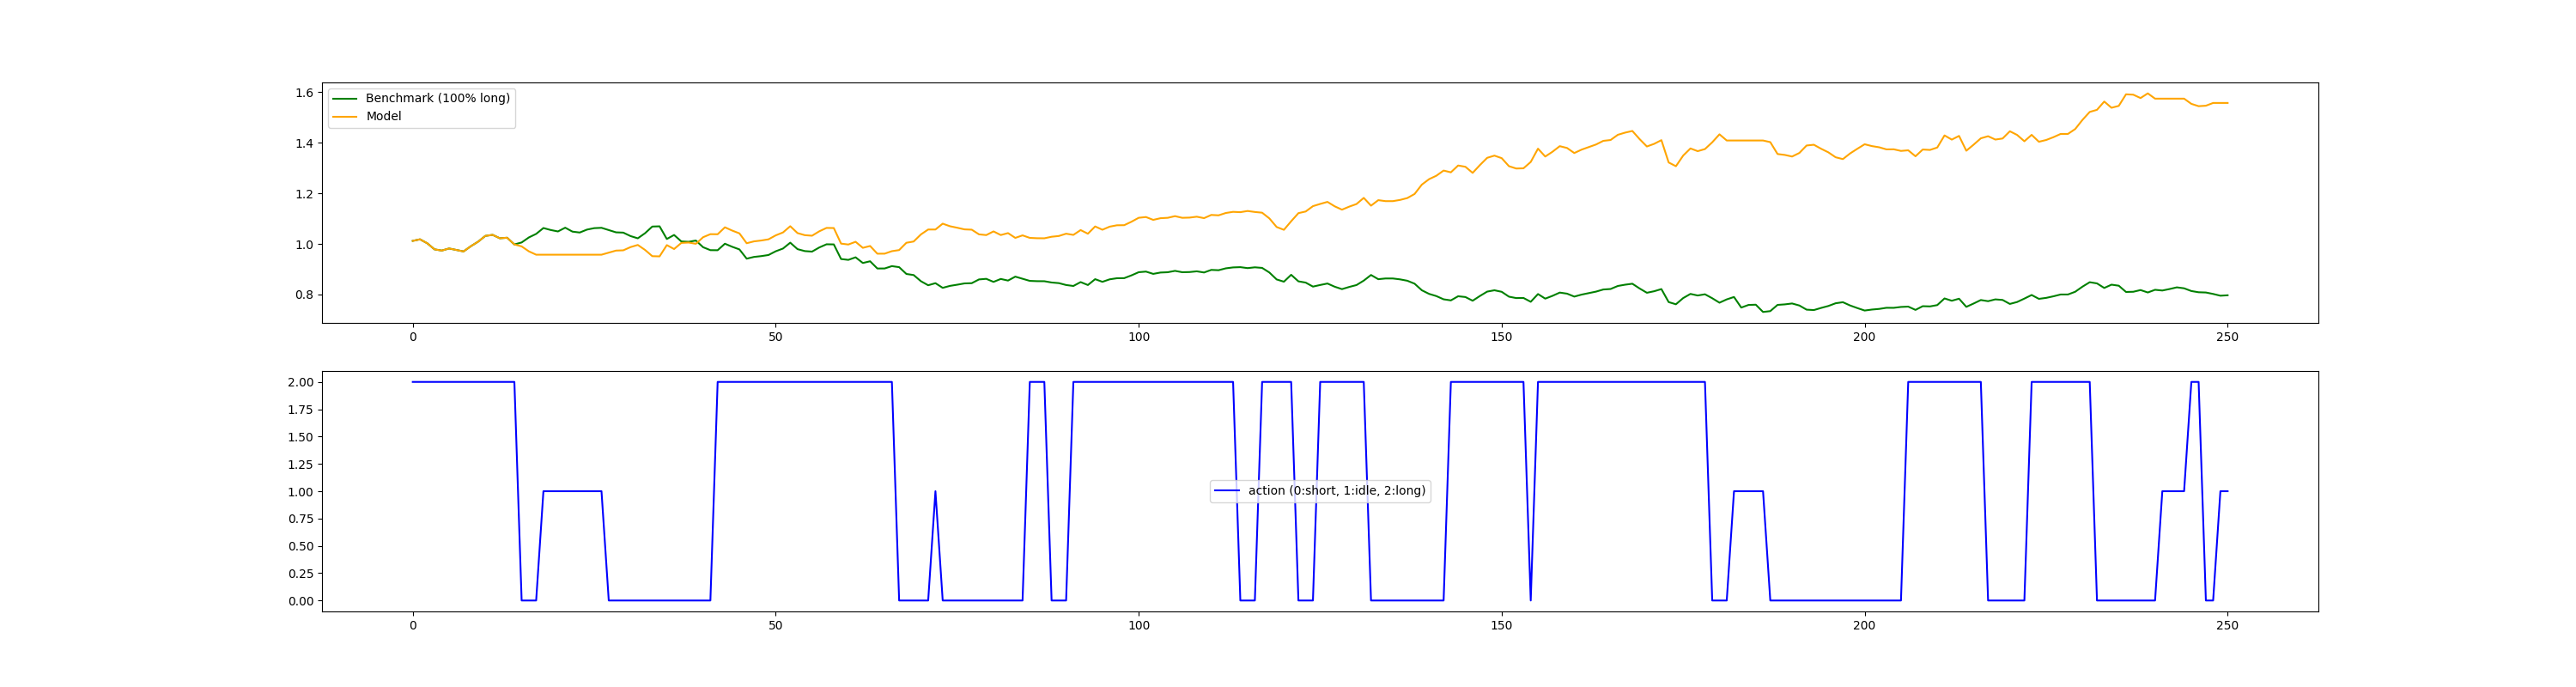 1.6
1.4
1.2
1.0
0.8
Benchmark (100% long)
Model
0 50 100 150 200 250
2.00
1.75
1.50
1.25
1.00
0.75
0.50
0.25
0.00
action (0:short, 1:idle, 2:long)
0 50 100 150 200 250